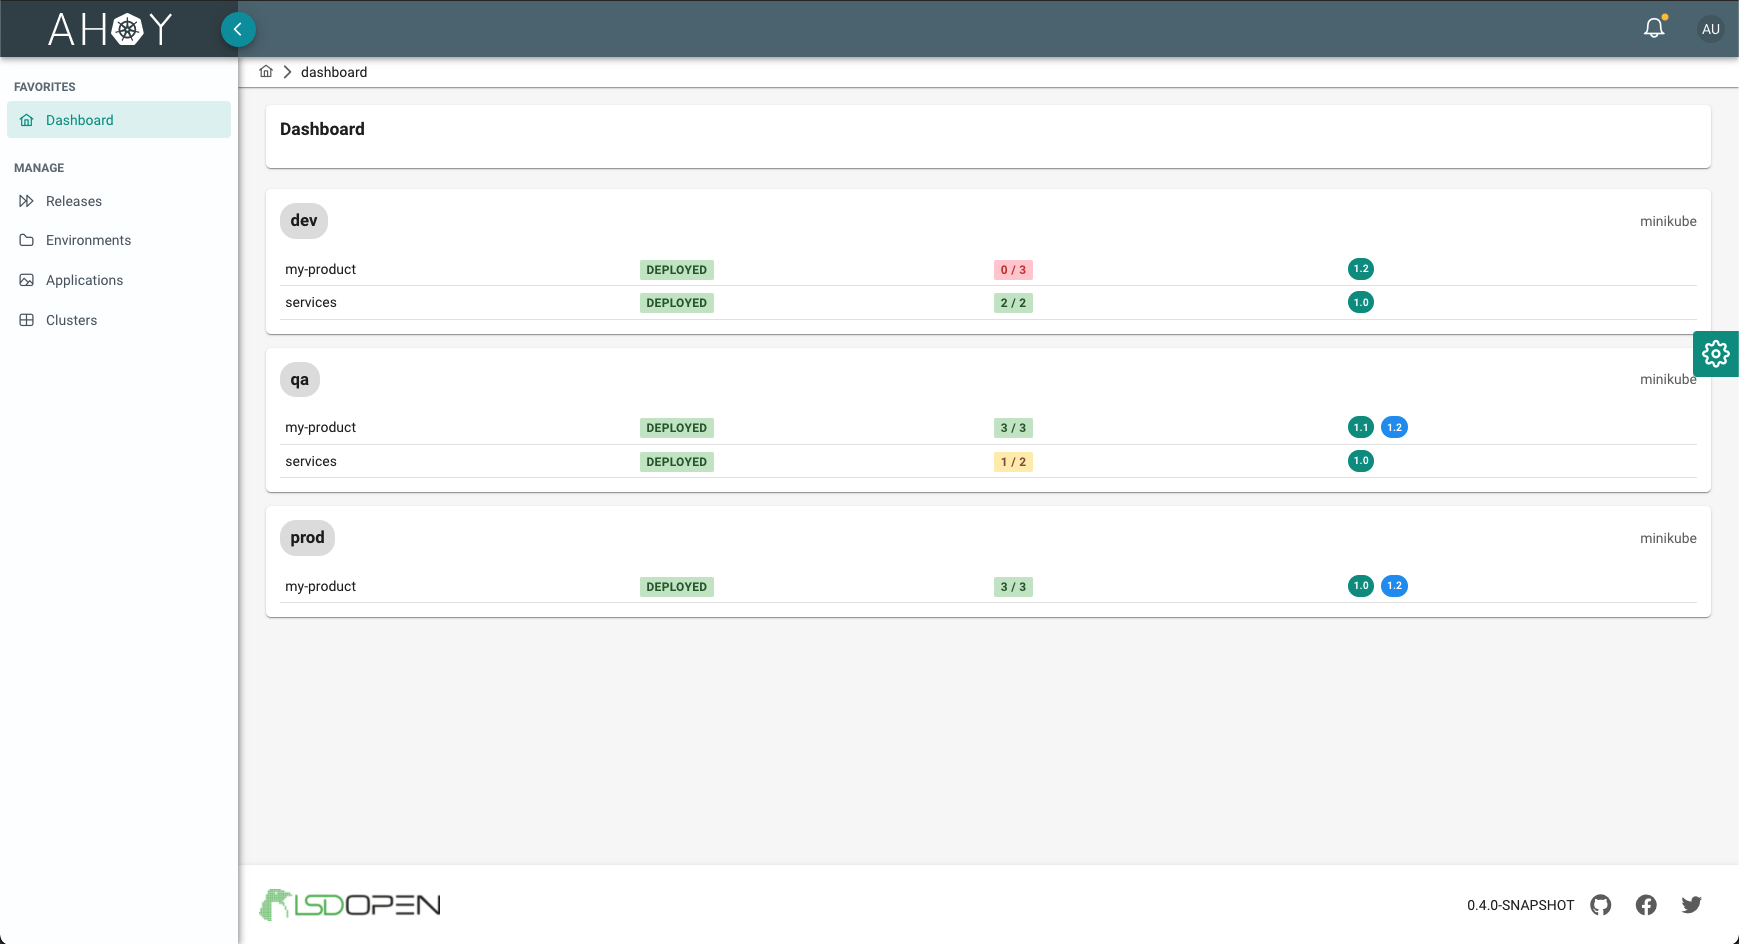 AHOY
AU
FAVORITES
Dashboard
MANAGE
Releases
Environments
Applications
Clusters
dashboard
Dashboard
dev minikube
my-product DEPLOYED 0 / 3 1.2
services DEPLOYED 2 / 2 1.0
qa minikube
my-product DEPLOYED 3 / 3 1.1 1.2
services DEPLOYED 1 / 2 1.0
prod minikube
my-product DEPLOYED 3 / 3 1.0 1.2
LSDOPEN 0.4.0-SNAPSHOT